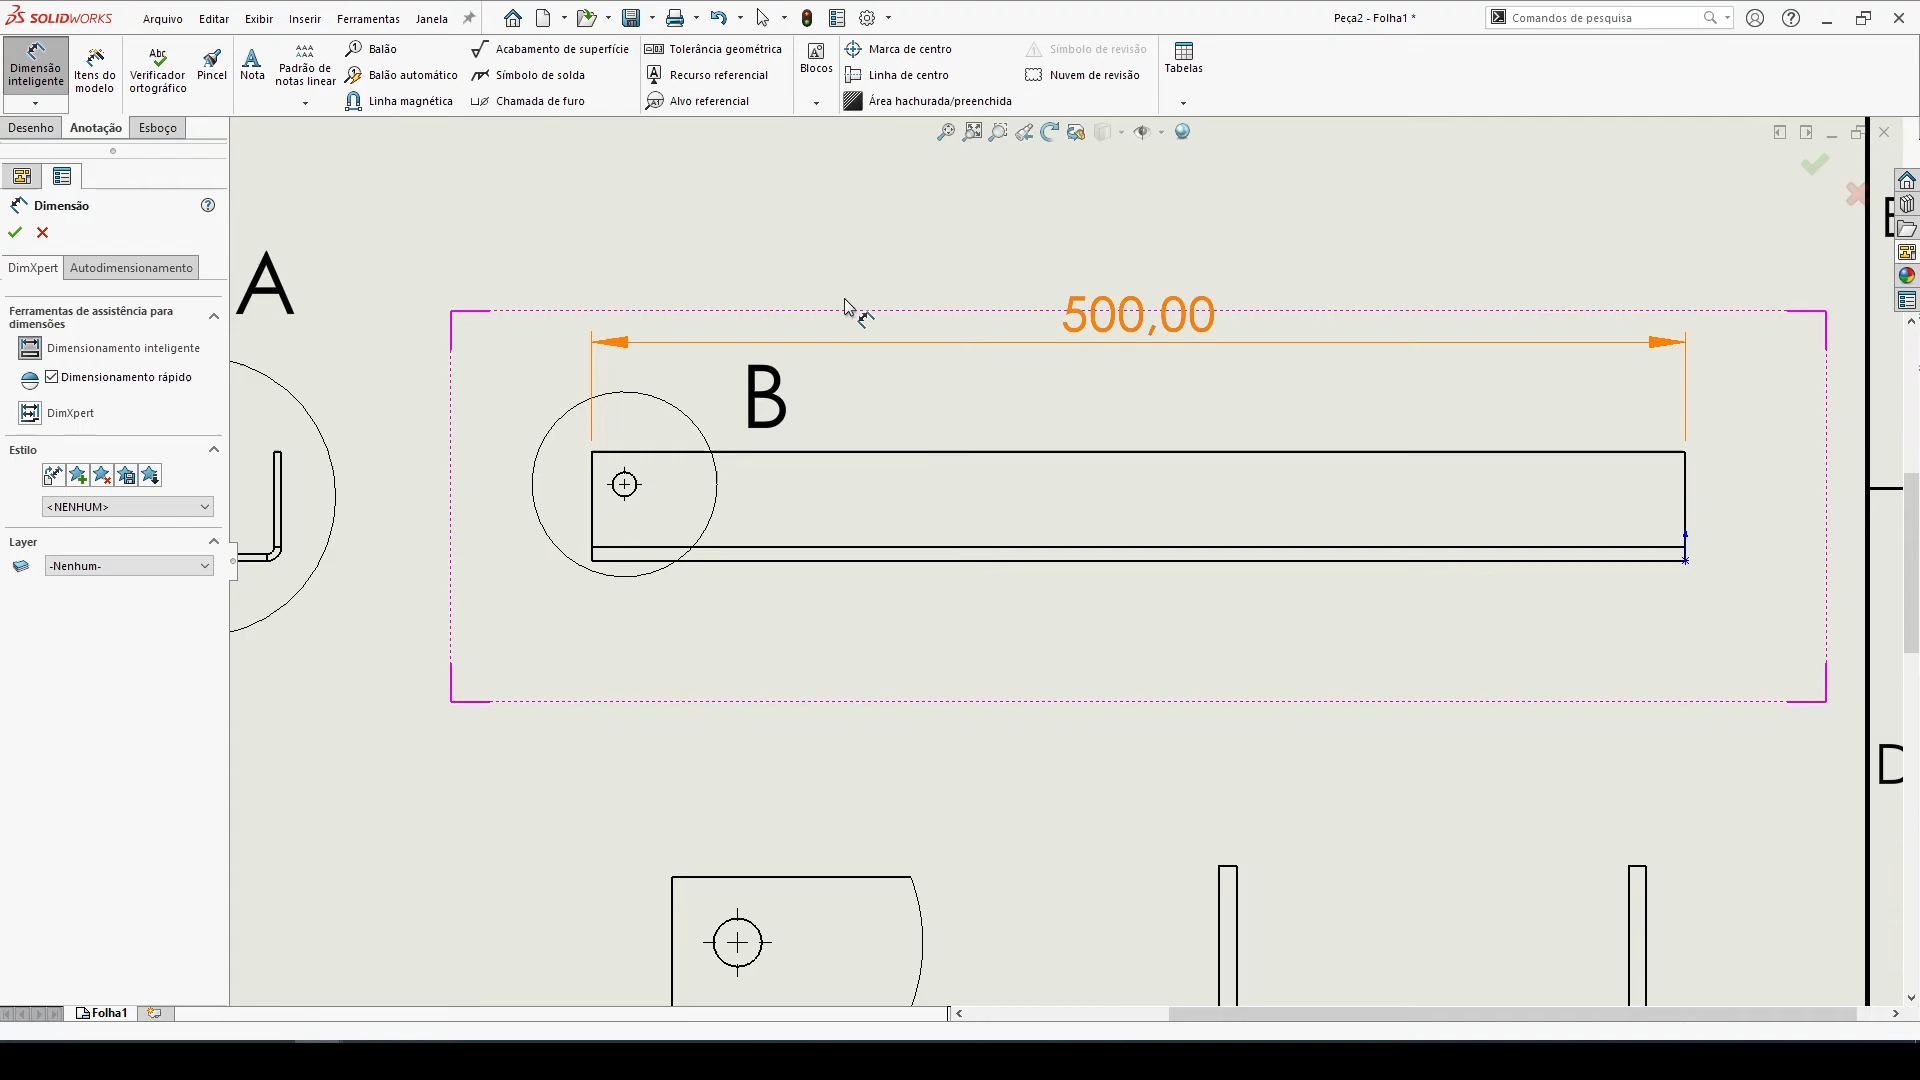 SOLIDWORKS
Arquivo Editar Exibir Inserir Ferramentas Janela
Peça2 - Folha1 *
Comandos de pesquisa
Dimensão inteligente
Itens do modelo
Abc
Verificador ortográfico
Pincel
Nota
AAA
AAA
Padrão de notas linear
Balão
Balão automático
Linha magnética
Acabamento de superfície
Símbolo de solda
Chamada de furo
Tolerância geométrica
Recurso referencial
Alvo referencial
Blocos
Marca de centro
Linha de centro
Área hachurada/preenchida
Símbolo de revisão
Nuvem de revisão
Tabelas
Desenho Anotação Esboço
Dimensão
DimXpert Autodimensionamento
Ferramentas de assistência para
dimensões
Dimensionamento inteligente
Dimensionamento rápido
DimXpert
Estilo
<NENHUM>
Layer
-Nenhum-
A
500,00
B
D
Folha1